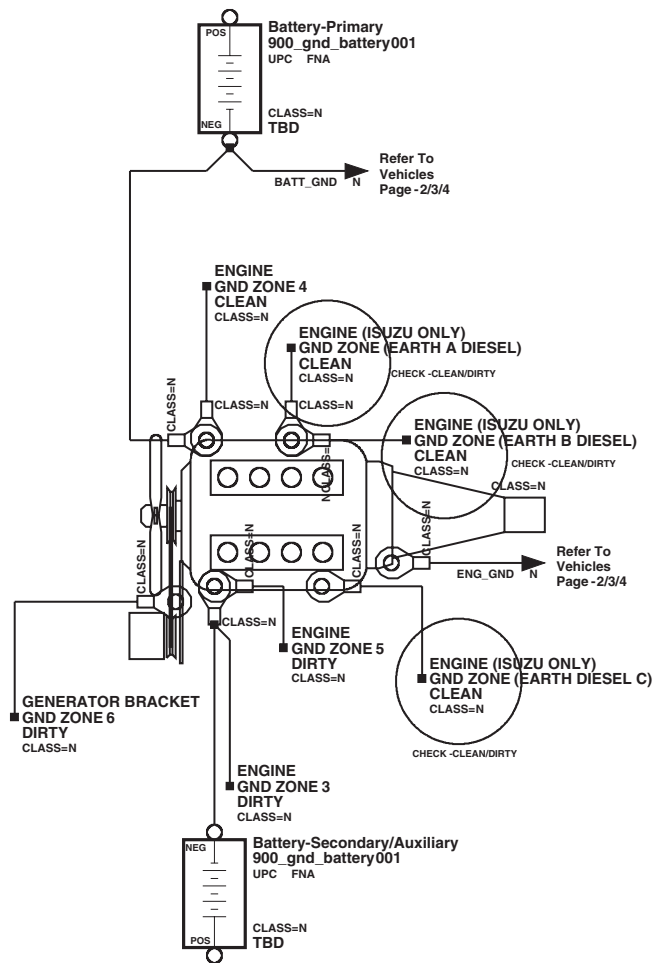 Battery-Primary
900_gnd_battery001
UPC FNA
POS
CLASS=N
TBD
NEG
BATT_GND N
Refer To
Vehicles
Page -2/3/4
ENGINE
GND ZONE 4
CLEAN
CLASS=N
ENGINE (ISUZU ONLY)
GND ZONE (EARTH A DIESEL)
CLEAN
CLASS=N
CHECK -CLEAN/DIRTY
CLASS=N
CLASS=N
CLASS=N
ENGINE (ISUZU ONLY)
GND ZONE (EARTH B DIESEL)
CLEAN
CLASS=N
CHECK -CLEAN/DIRTY
CLASS=N
CLASS=N
CLASS=N
CLASS=N
CLASS=N
CLASS=N
ENG_GND N
Refer To
Vehicles
Page -2/3/4
CLASS=N
ENGINE
GND ZONE 5
DIRTY
CLASS=N
ENGINE (ISUZU ONLY)
GND ZONE (EARTH DIESEL C)
CLEAN
CLASS=N
CHECK -CLEAN/DIRTY
GENERATOR BRACKET
GND ZONE 6
DIRTY
CLASS=N
ENGINE
GND ZONE 3
DIRTY
CLASS=N
Battery-Secondary/Auxiliary
900_gnd_battery001
UPC FNA
NEG
CLASS=N
TBD
POS